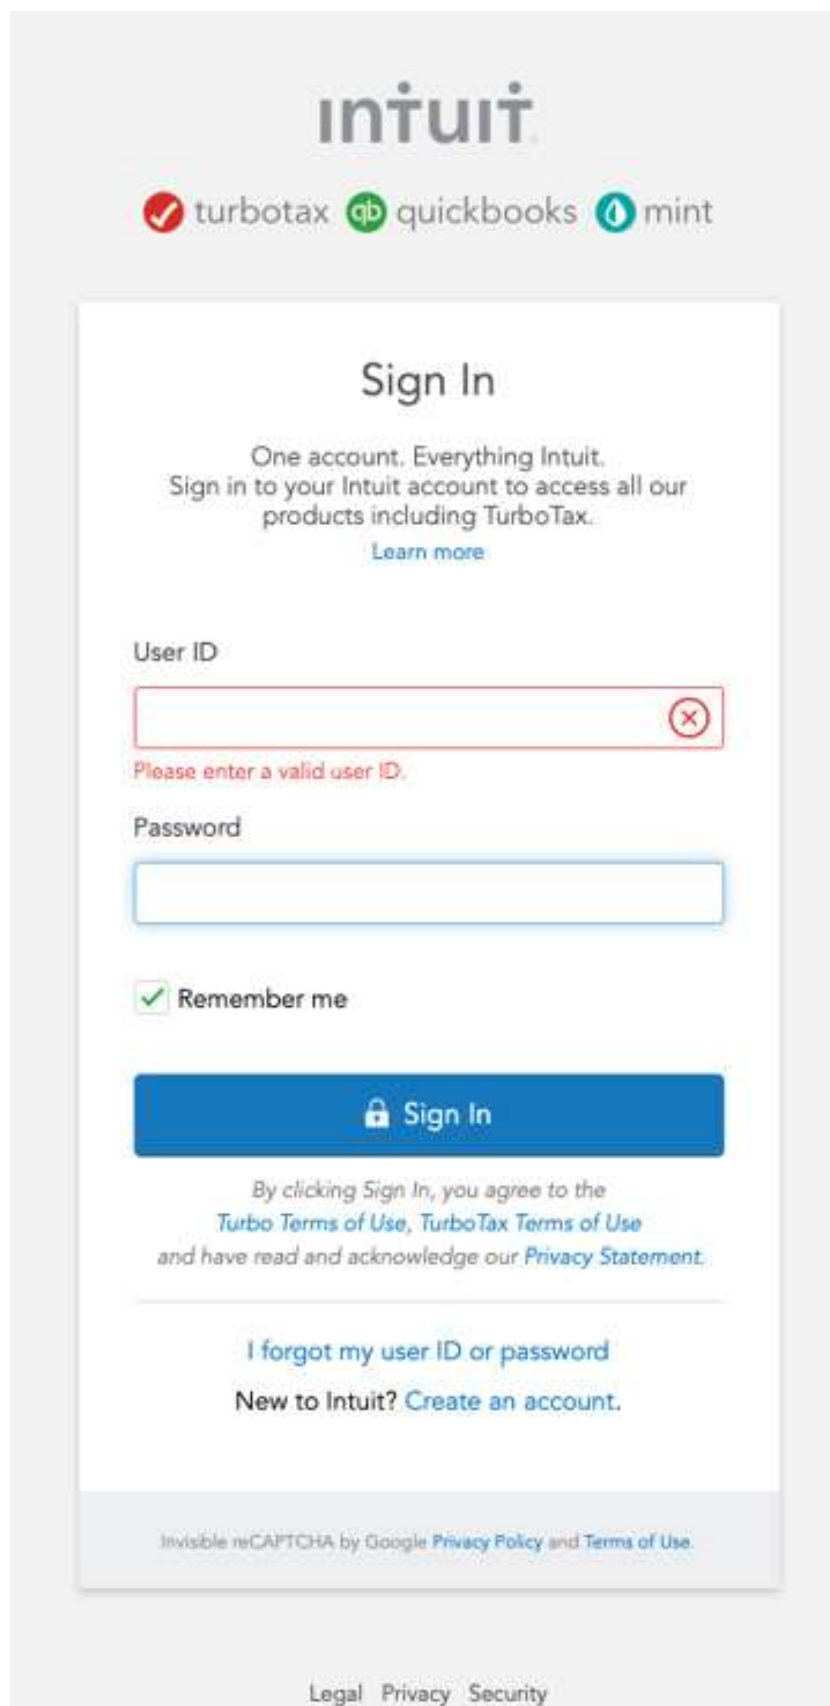 intuit
turbotax qb quickbooks mint
Sign In
One account. Everything Intuit.
Sign in to your Intuit account to access all our
products including TurboTax.
Learn more
User ID
Please enter a valid user ID.
Password
Remember me
Sign In
By clicking Sign In, you agree to the
Turbo Terms of Use, TurboTax Terms of Use
and have read and acknowledge our Privacy Statement.
I forgot my user ID or password
New to Intuit? Create an account.
Invisible reCAPTCHA by Google Privacy Policy and Terms of Use.
Legal Privacy Security